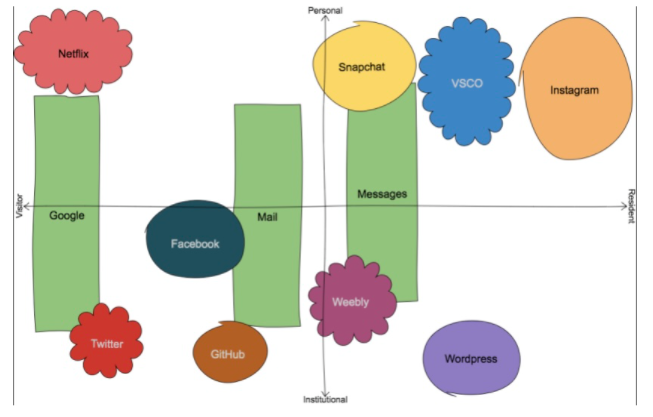 Personal
Netflix
Snapchat
VSCO
Instagram
Visitor
Messages
Resident
Google
Mail
Facebook
Weebly
Twitter
GitHub
Wordpress
Institutional